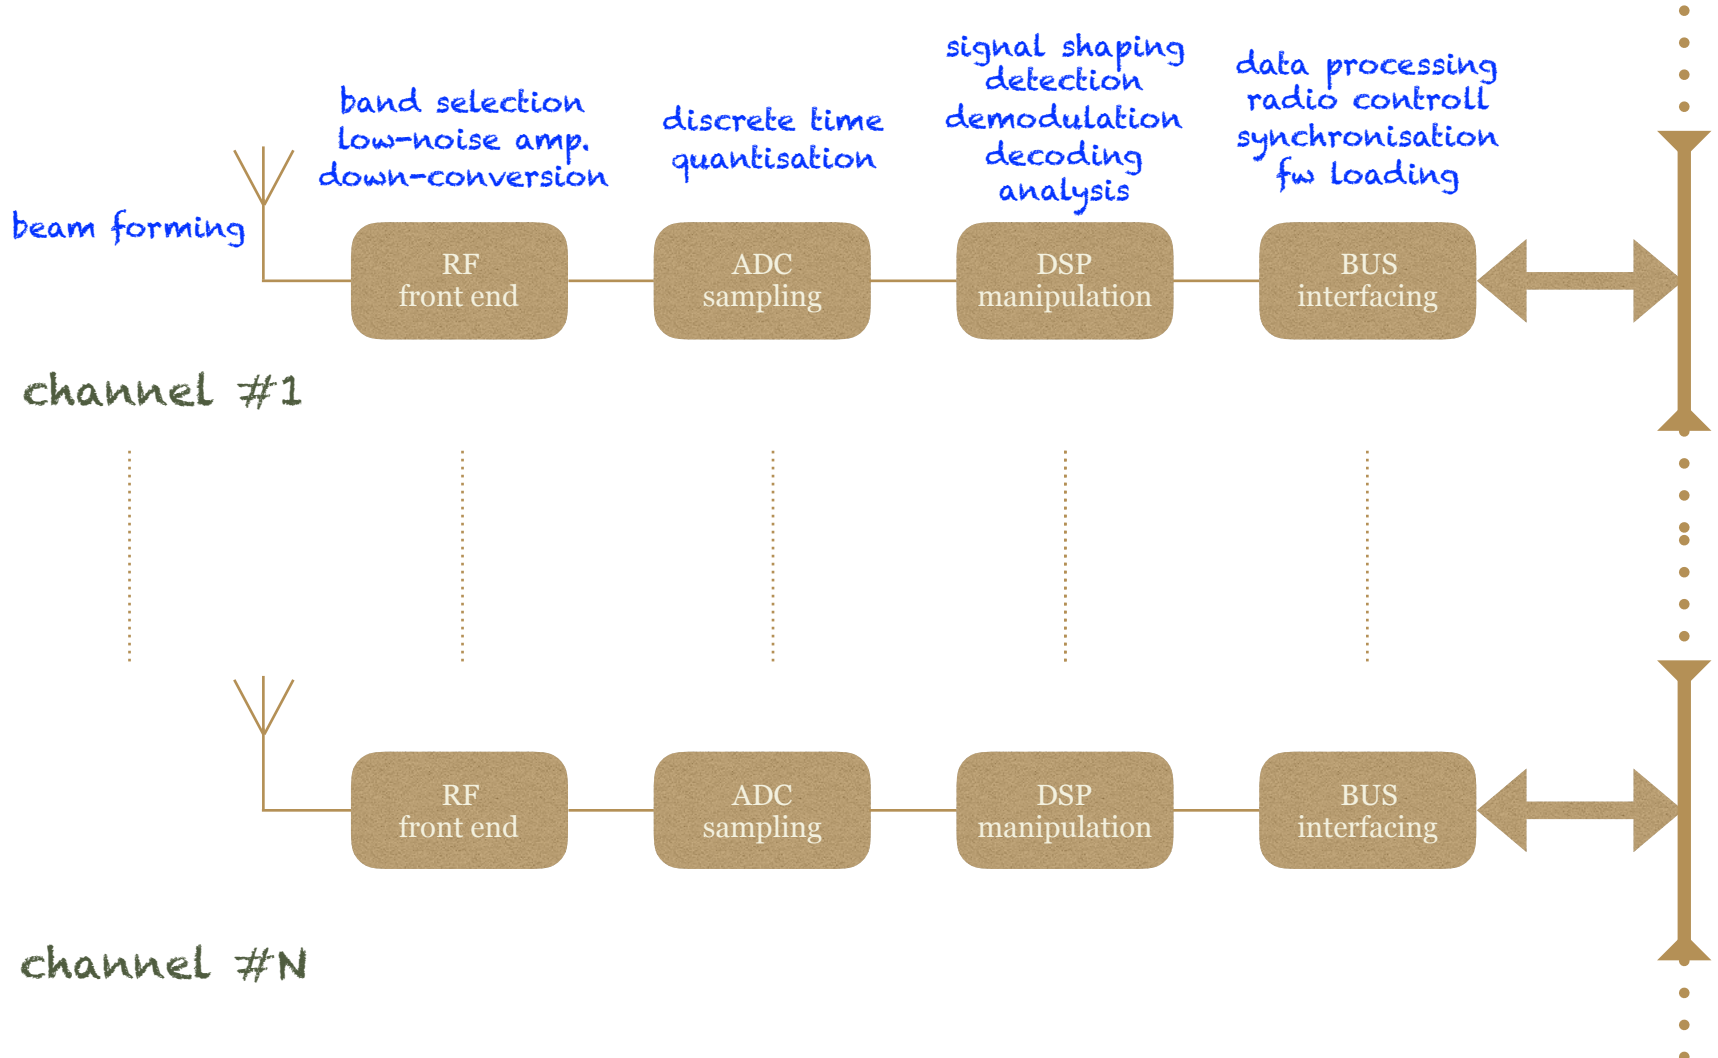 beam forming
band selection
low-noise amp.
down-conversion
discrete time
quantisation
signal shaping
detection
demodulation
decoding
analysis
data processing
radio controll
synchronisation
fw loading
RF
front end
ADC
sampling
DSP
manipulation
BUS
interfacing
channel #1
RF
front end
ADC
sampling
DSP
manipulation
BUS
interfacing
channel #N